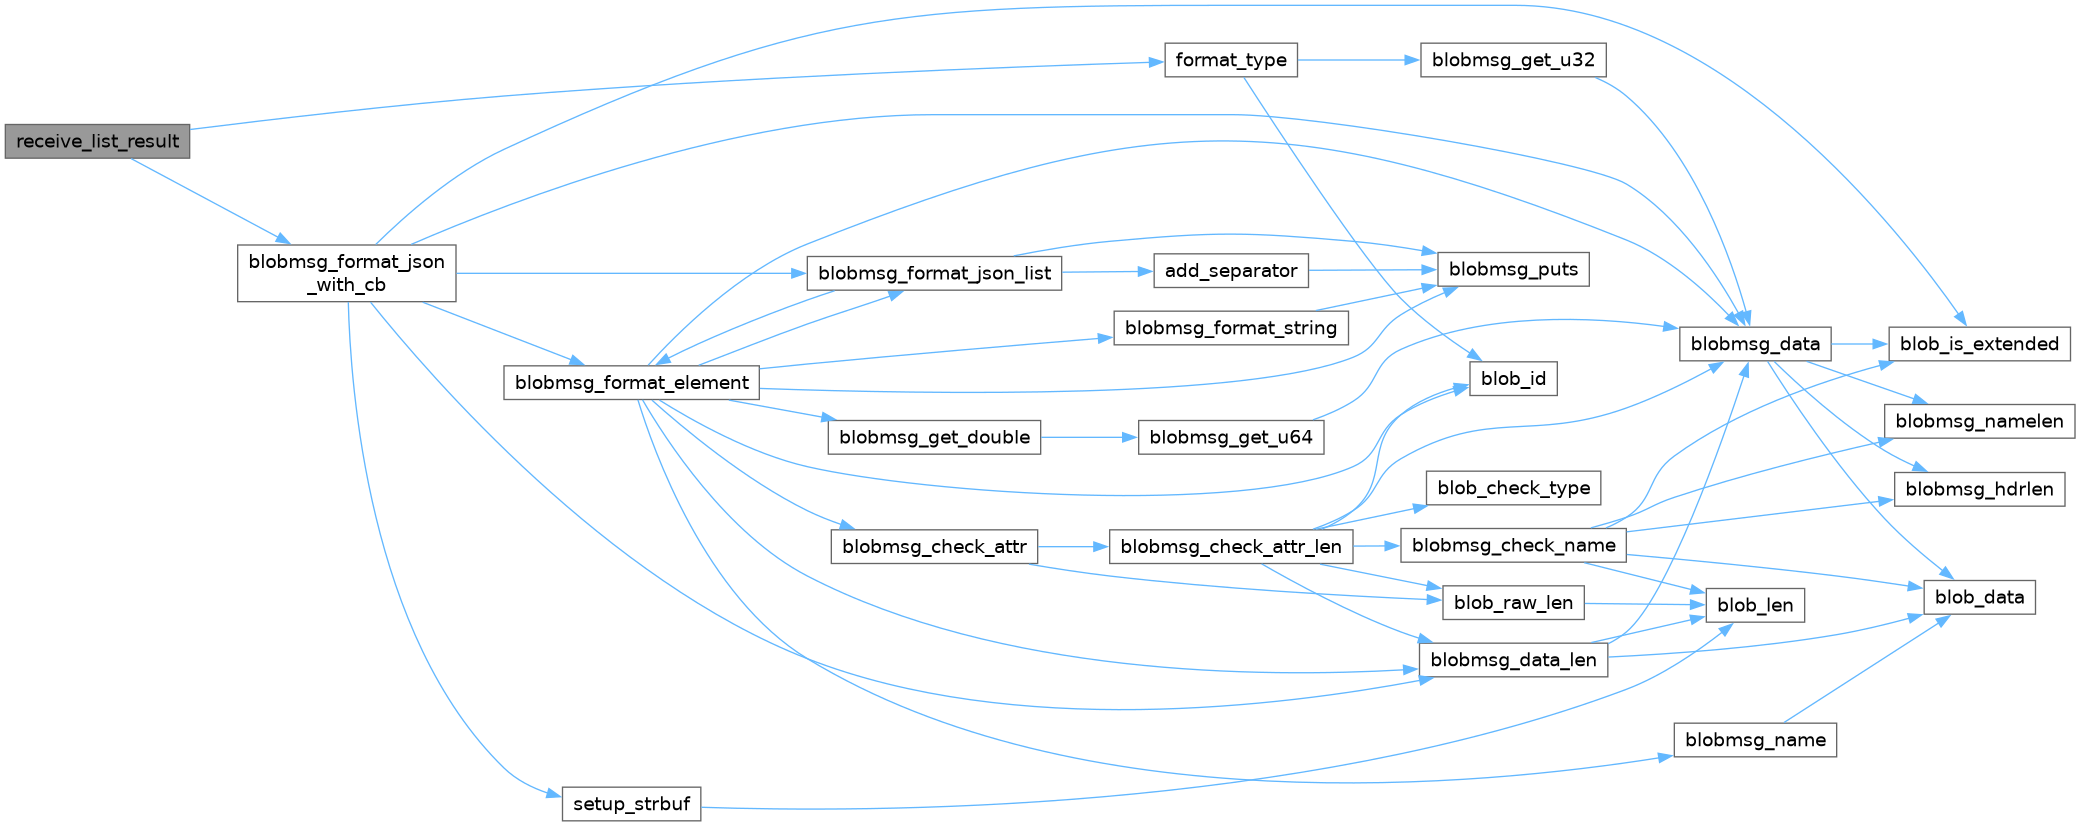 receive_list_result
blobmsg_format_json
_with_cb
format_type
blobmsg_get_u32
blobmsg_format_json_list
add_separator
blobmsg_puts
blobmsg_format_string
blobmsg_data
blob_is_extended
blobmsg_format_element
blob_id
blobmsg_get_double
blobmsg_get_u64
blobmsg_namelen
blob_check_type
blobmsg_hdrlen
blobmsg_check_attr
blobmsg_check_attr_len
blobmsg_check_name
blob_raw_len
blob_len
blob_data
blobmsg_data_len
blobmsg_name
setup_strbuf